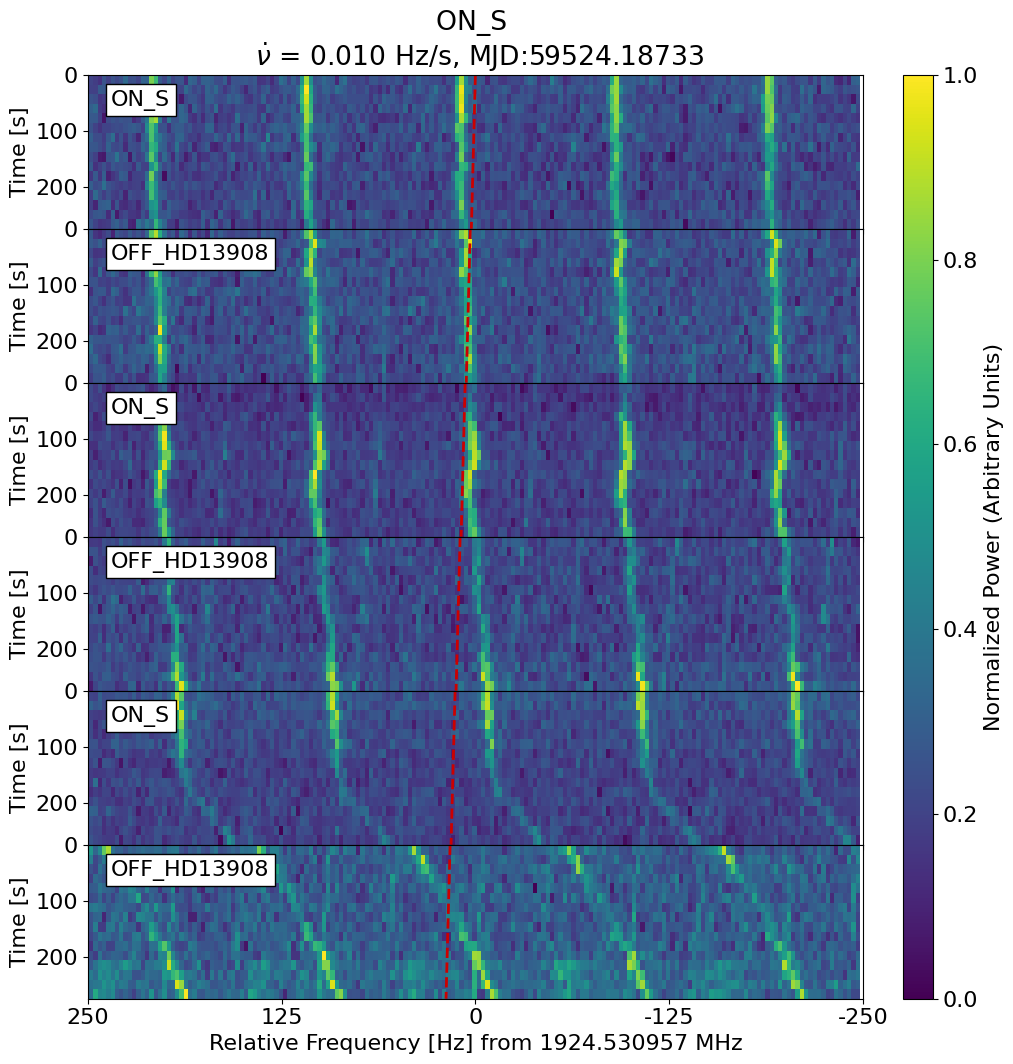 ON_S
ν̇ = 0.010 Hz/s, MJD:59524.18733
0
100
200
Time [s]
ON_S
0
100
200
Time [s]
OFF_HD13908
0
100
200
Time [s]
ON_S
0
100
200
Time [s]
OFF_HD13908
0
100
200
Time [s]
ON_S
0
100
200
Time [s]
OFF_HD13908
250 125 0 -125 -250
Relative Frequency [Hz] from 1924.530957 MHz
1.0
0.8
0.6
0.4
0.2
0.0
Normalized Power (Arbitrary Units)